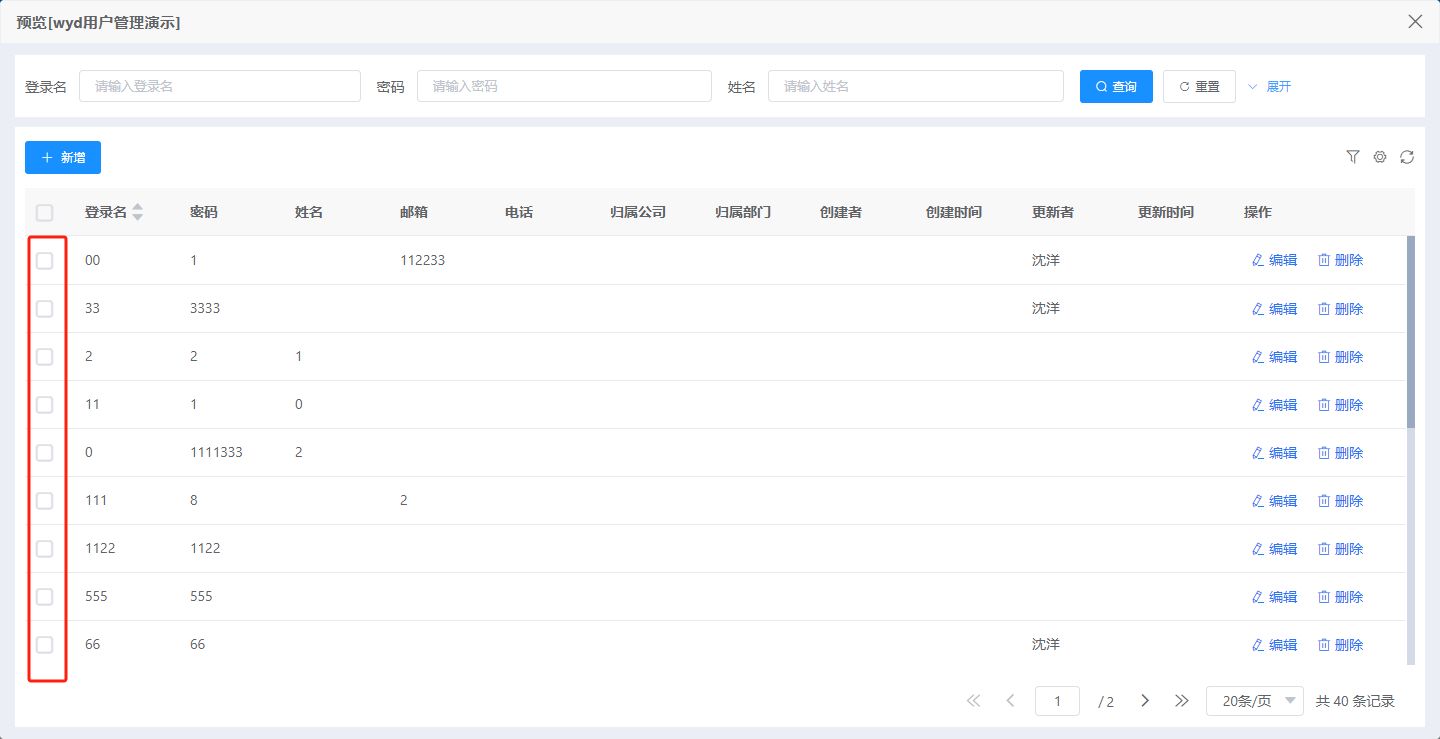 预览[wyd用户管理演示]
登录名 请输入登录名 密码 请输入密码 姓名 请输入姓名 查询 重置 展开
新增
登录名 密码 姓名 邮箱 电话 归属公司 归属部门 创建者 创建时间 更新者 更新时间 操作
00 1 112233 沈洋 编辑 删除
33 3333 沈洋 编辑 删除
2 2 1 编辑 删除
11 1 0 编辑 删除
0 1111333 2 编辑 删除
111 8 2 编辑 删除
1122 1122 编辑 删除
555 555 编辑 删除
66 66 沈洋 编辑 删除
1 / 2 20条/页 共 40 条记录